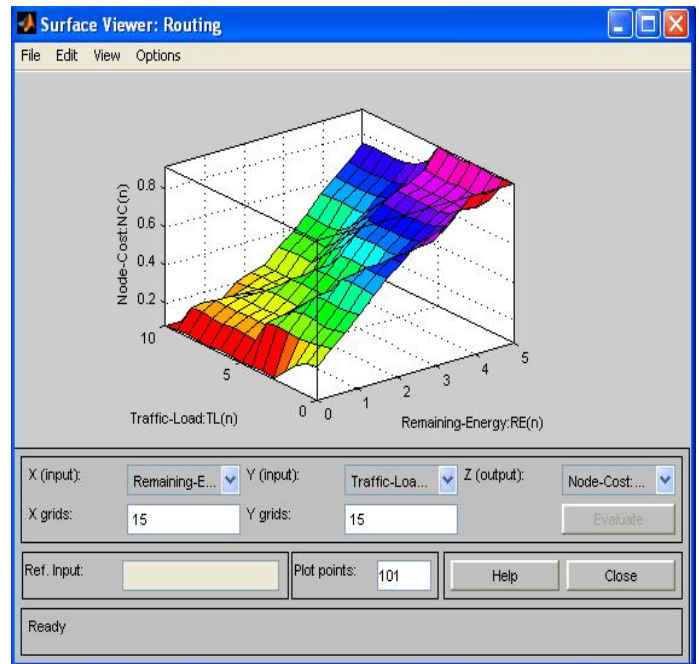 Surface Viewer: Routing
File Edit View Options
Node-Cost:NC(n)
0.8
0.6
0.4
0.2
10
5
0
Traffic-Load:TL(n)
0
1
2
3
4
5
Remaining-Energy:RE(n)
X (input): Remaining-E... Y (input): Traffic-Loa... Z (output): Node-Cost:...
X grids: 15 Y grids: 15 Evaluate
Ref. Input: Plot points: 101 Help Close
Ready